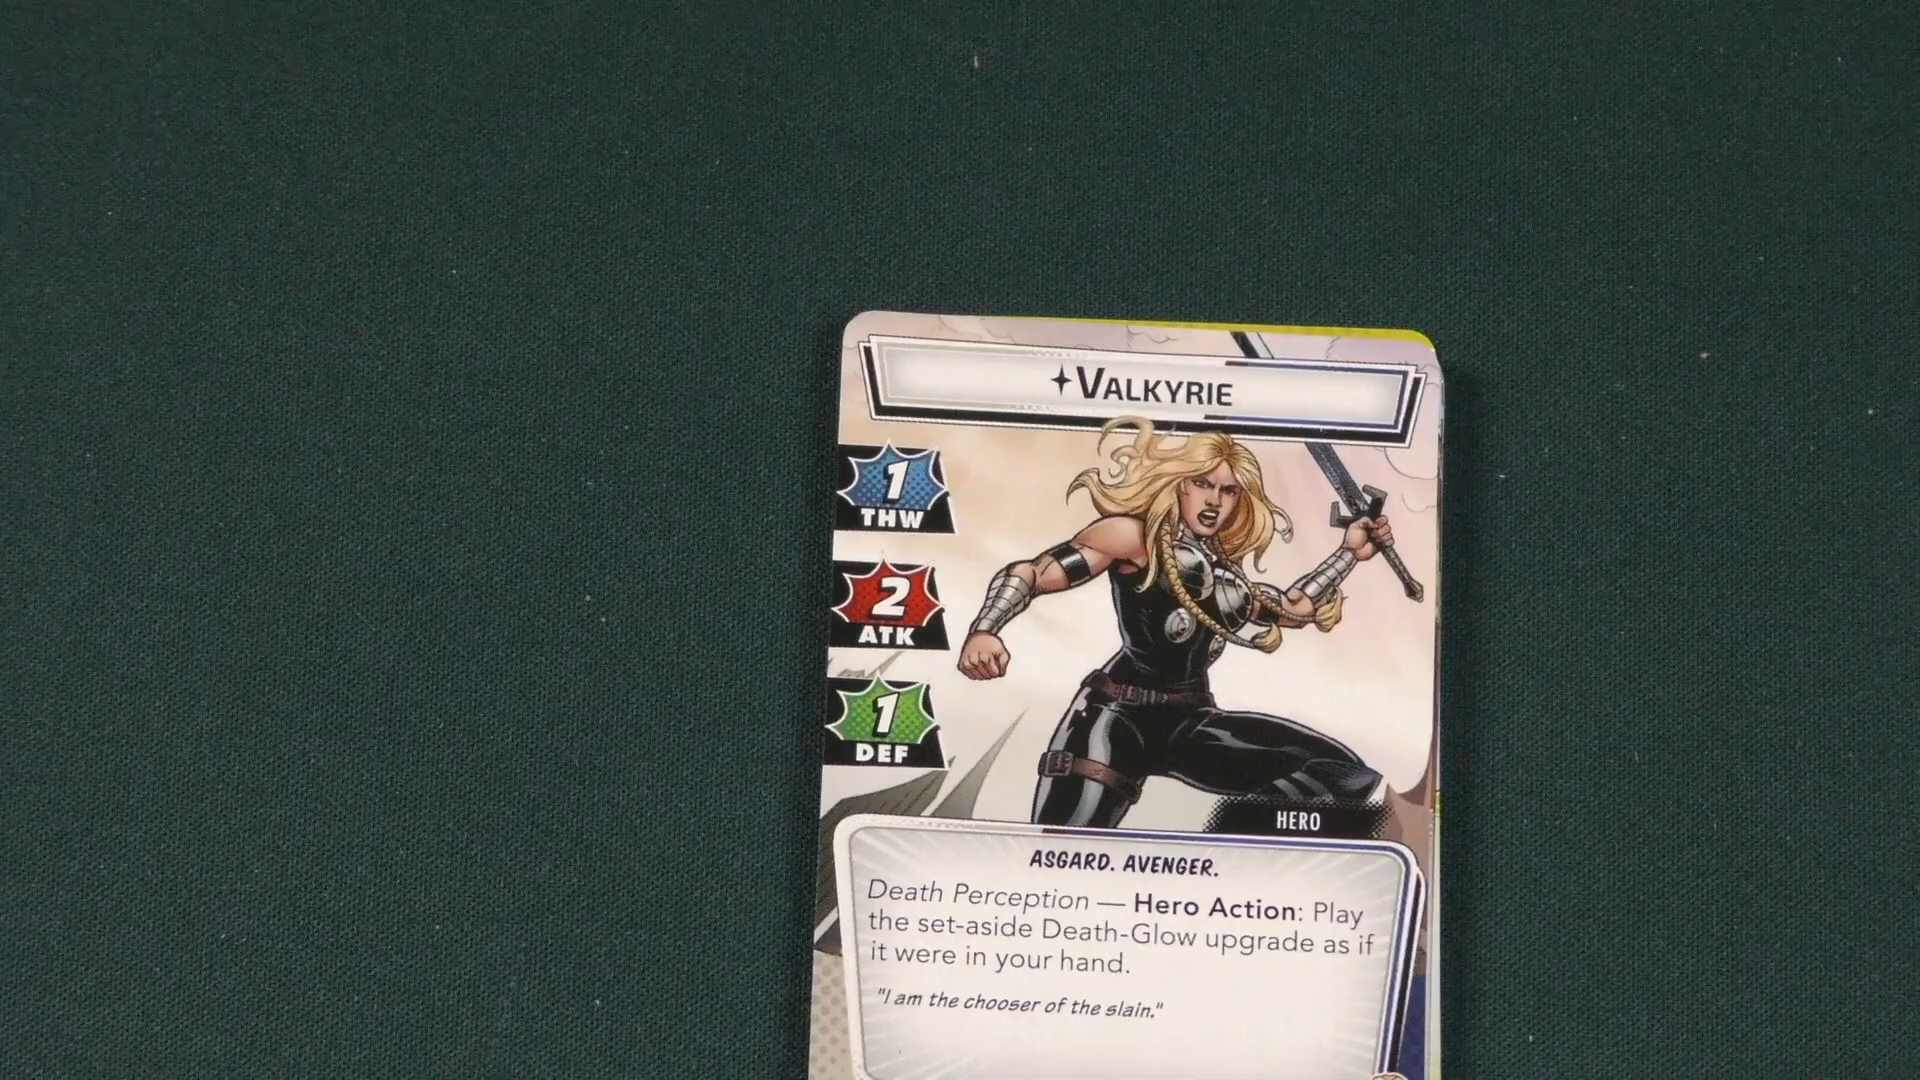 VALKYRIE
1
THW
2
ATK
1
DEF
HERO
ASGARD. AVENGER.
Death Perception — Hero Action: Play
the set-aside Death-Glow upgrade as if
it were in your hand.
"I am the chooser of the slain."